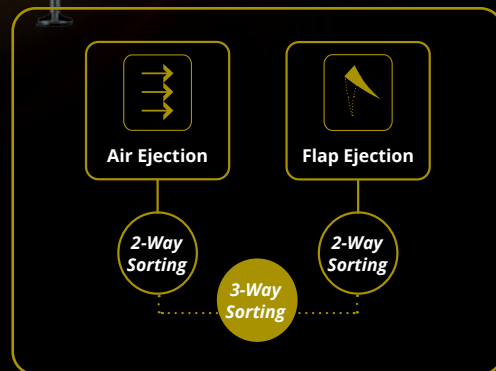 Air Ejection
Flap Ejection
2-Way
Sorting
2-Way
Sorting
3-Way
Sorting